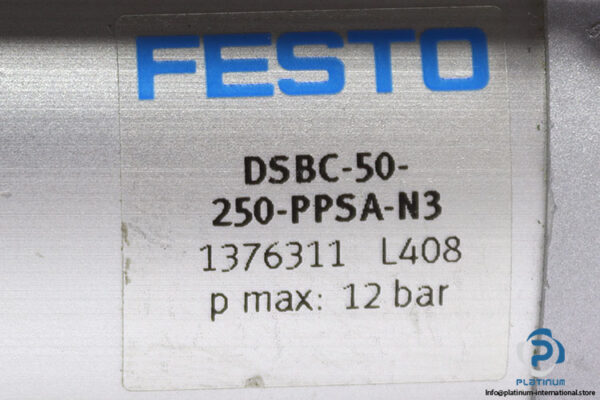 FESTO
DSBC-50-
250-PPSA-N3
1376311 L408
p max: 12 bar
PLATINUM
Info@platinum-international.store